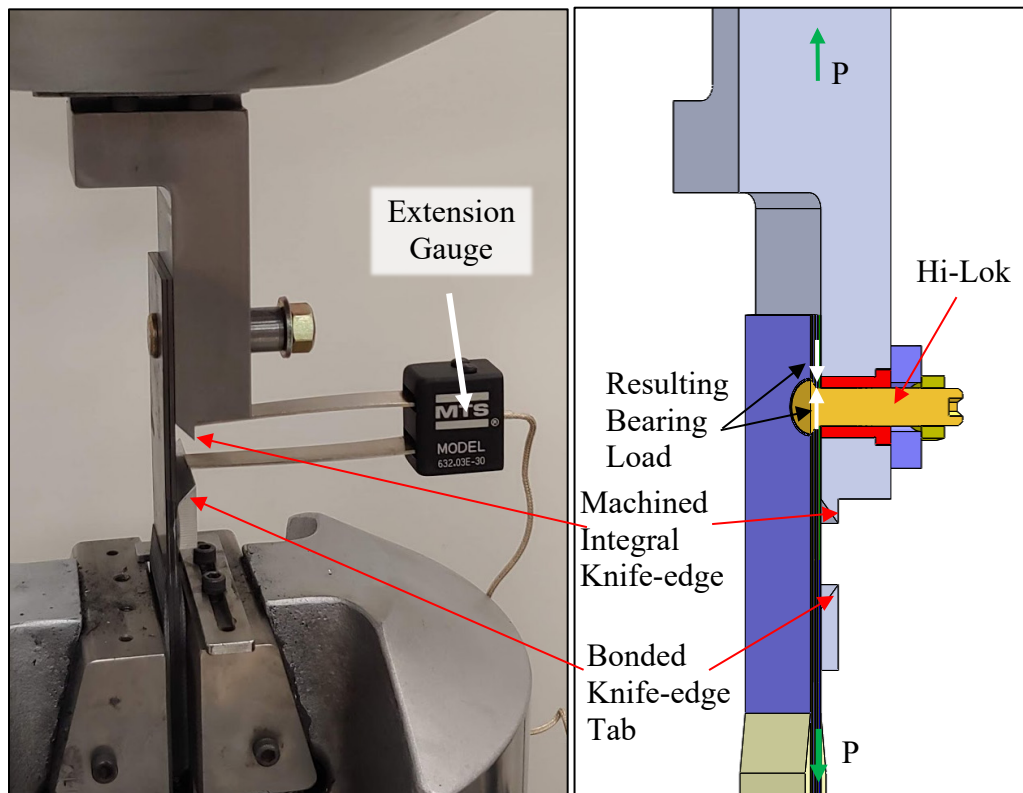 Extension
Gauge
MTS
®
MODEL
632.03E-30
P
Hi-Lok
Resulting
Bearing
Load
Machined
Integral
Knife-edge
Bonded
Knife-edge
Tab
P